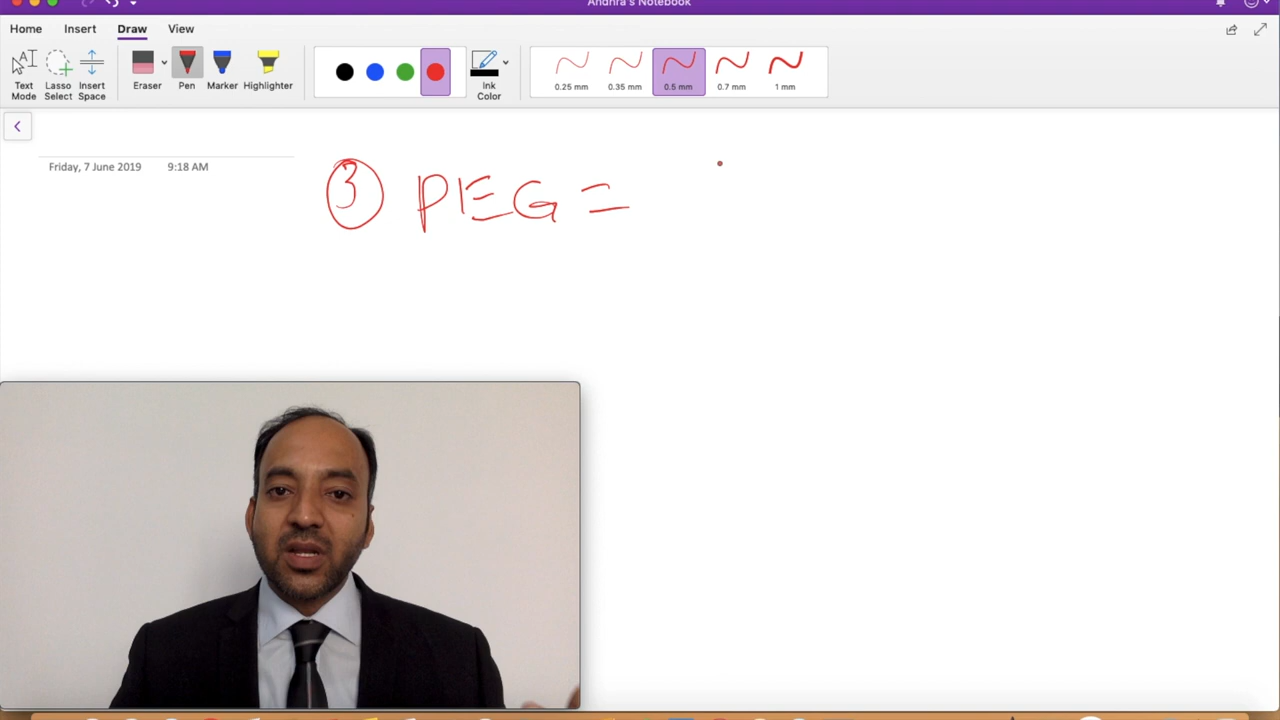 Andhra's Notebook
Home Insert Draw View
Text Mode
Lasso Select
Insert Space
Eraser
Pen
Marker
Highlighter
Ink Color
0.25 mm
0.35 mm
0.5 mm
0.7 mm
1 mm
Friday, 7 June 2019 9:18 AM
3 PEG =